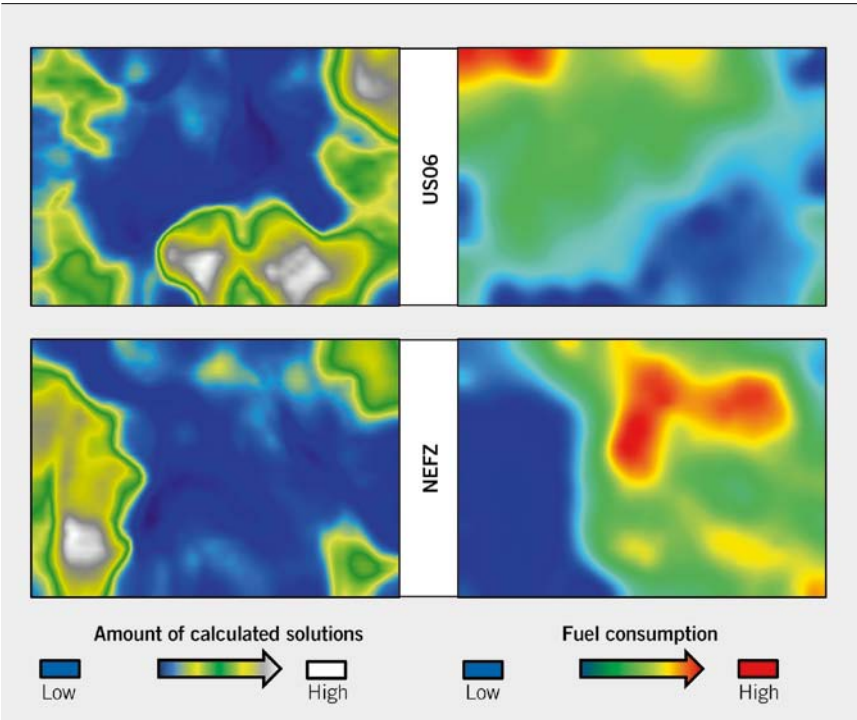 US06
NEFZ
Amount of calculated solutions
Low
High
Fuel consumption
Low
High